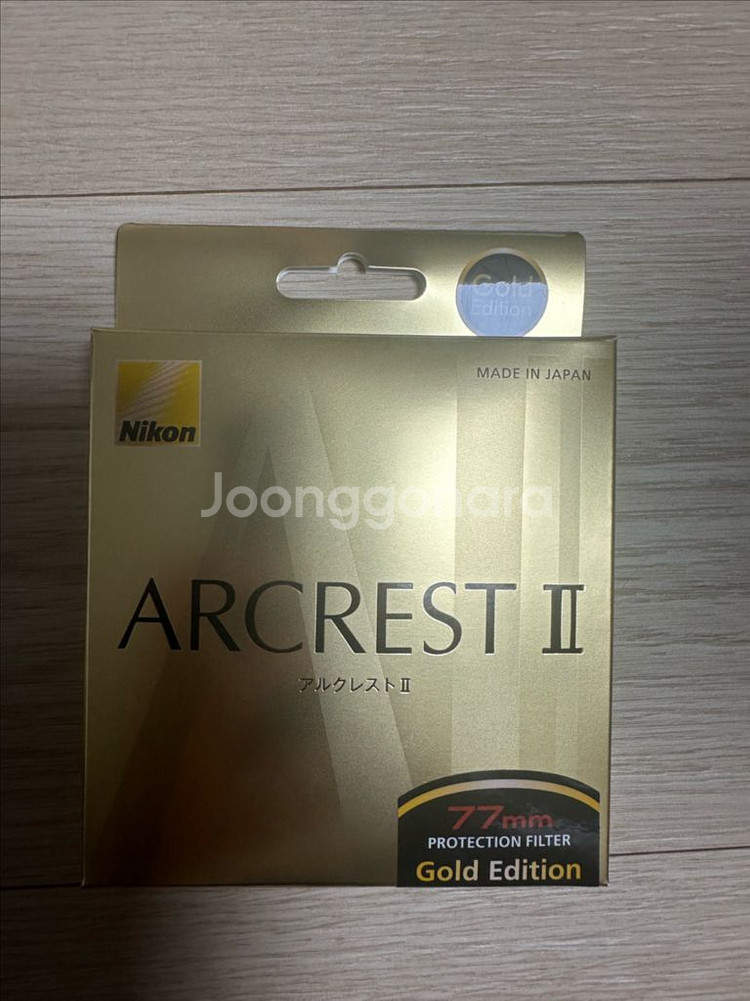 Gold
Edition
Nikon
MADE IN JAPAN
Joonggonara
ARCREST II
アルクレストII
77mm
PROTECTION FILTER
Gold Edition